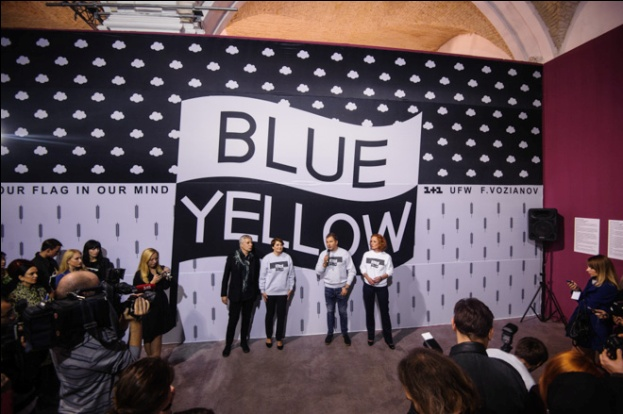 BLUE
YELLOW
OUR FLAG IN OUR MIND
1+1 UFW F.VOZIANOV